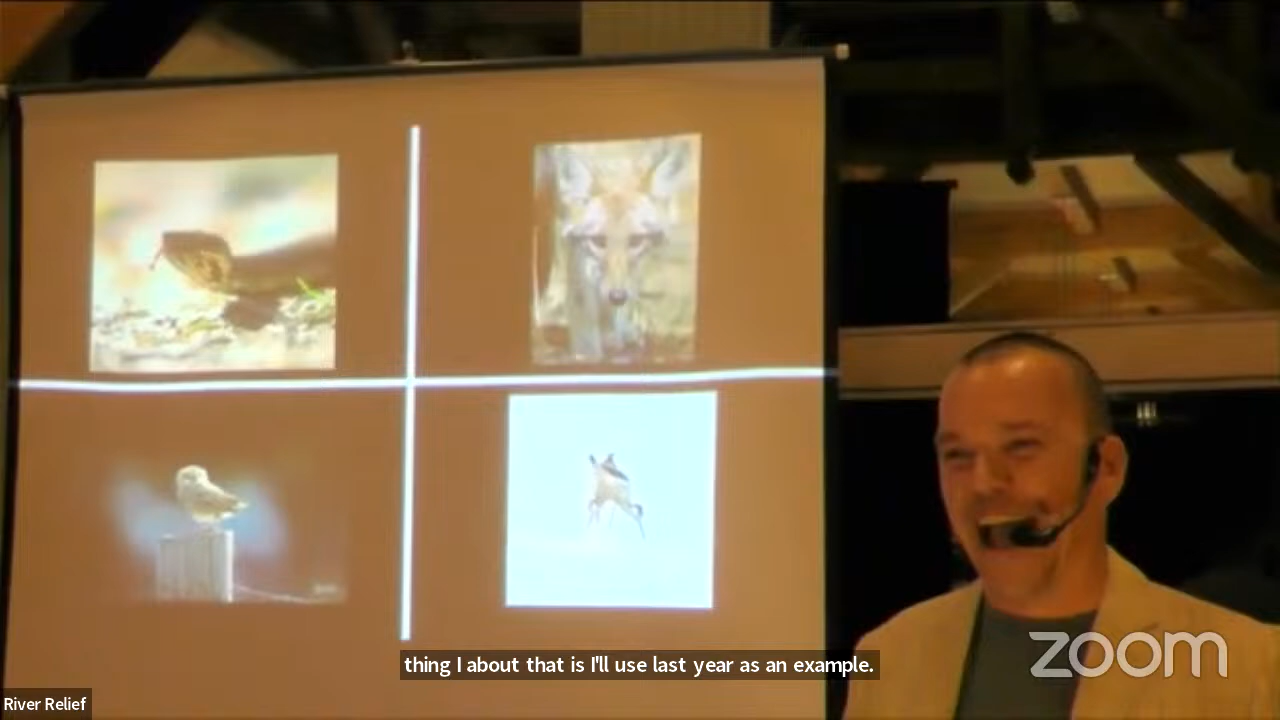 thing I about that is I'll use last year as an example.
zoom
River Relief